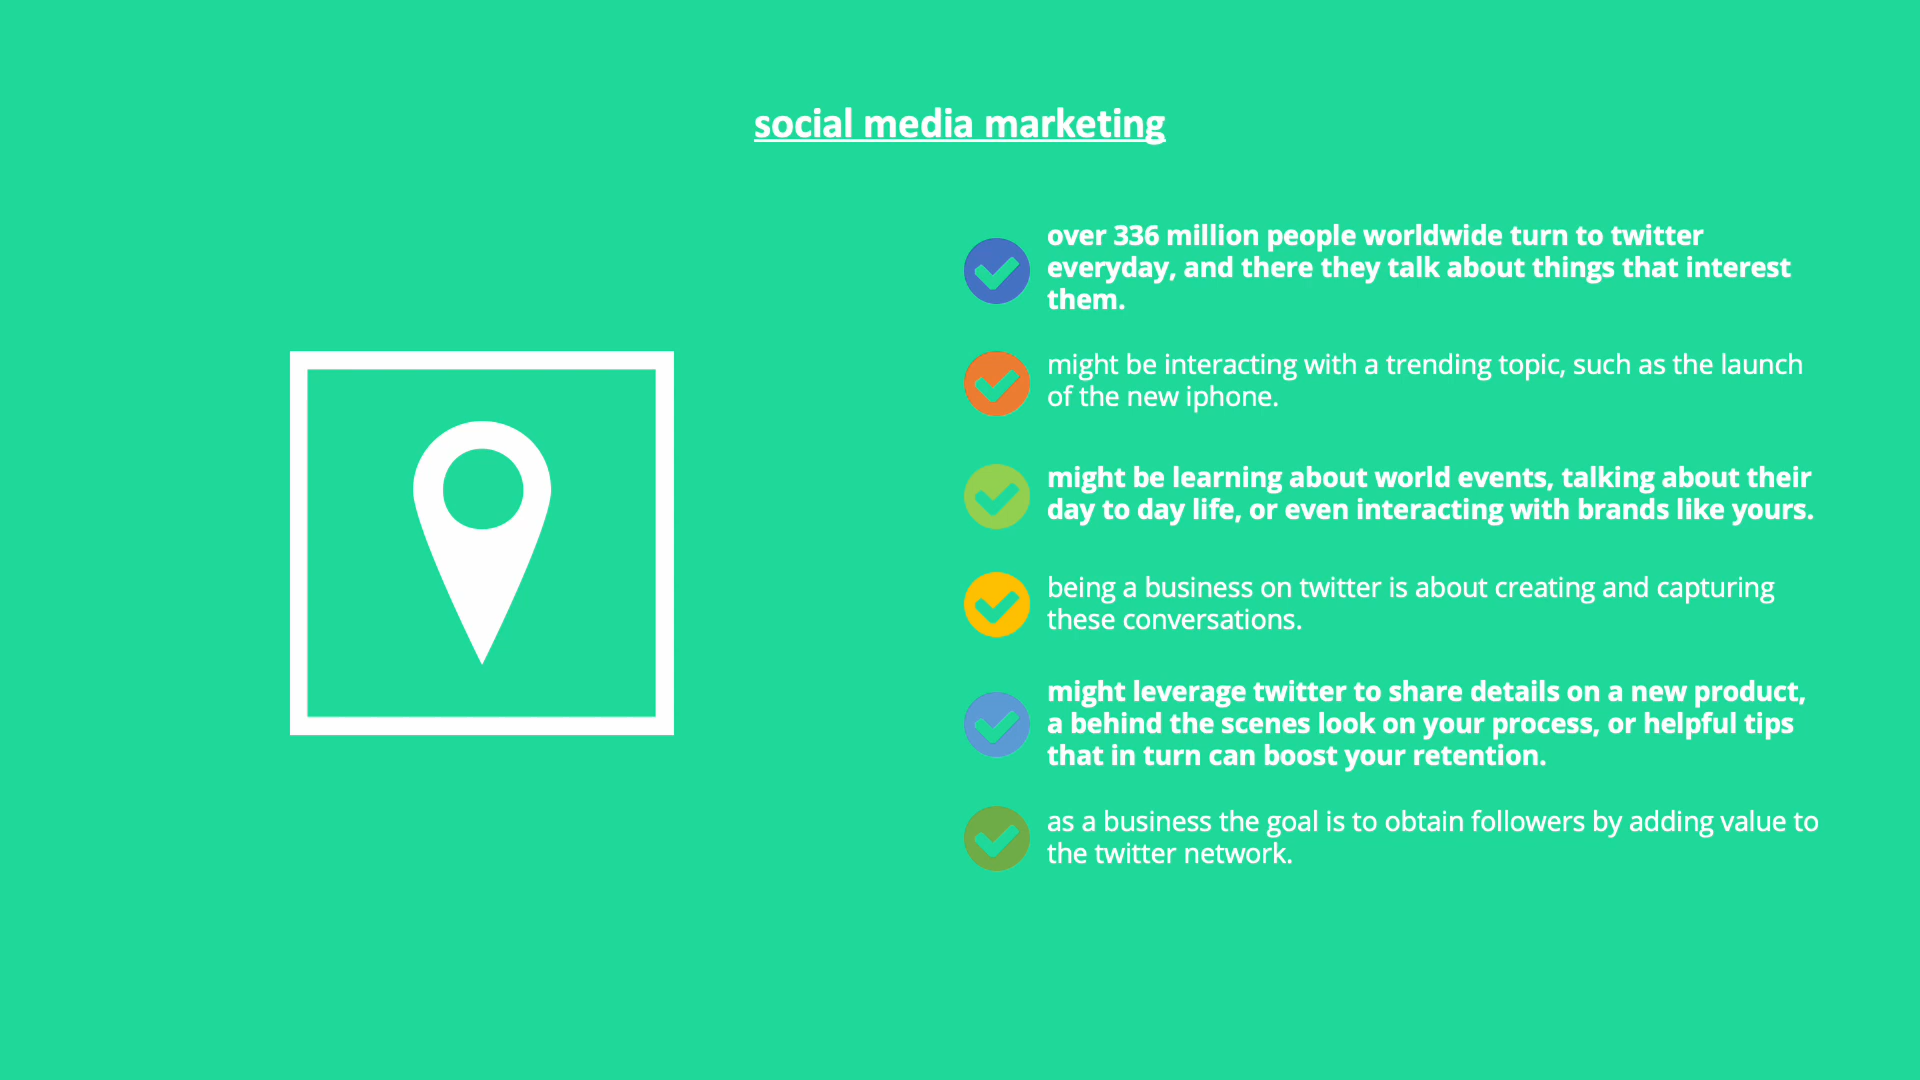 social media marketing
over 336 million people worldwide turn to twitter
everyday, and there they talk about things that interest
them.
might be interacting with a trending topic, such as the launch
of the new iphone.
might be learning about world events, talking about their
day to day life, or even interacting with brands like yours.
being a business on twitter is about creating and capturing
these conversations.
might leverage twitter to share details on a new product,
a behind the scenes look on your process, or helpful tips
that in turn can boost your retention.
as a business the goal is to obtain followers by adding value to
the twitter network.